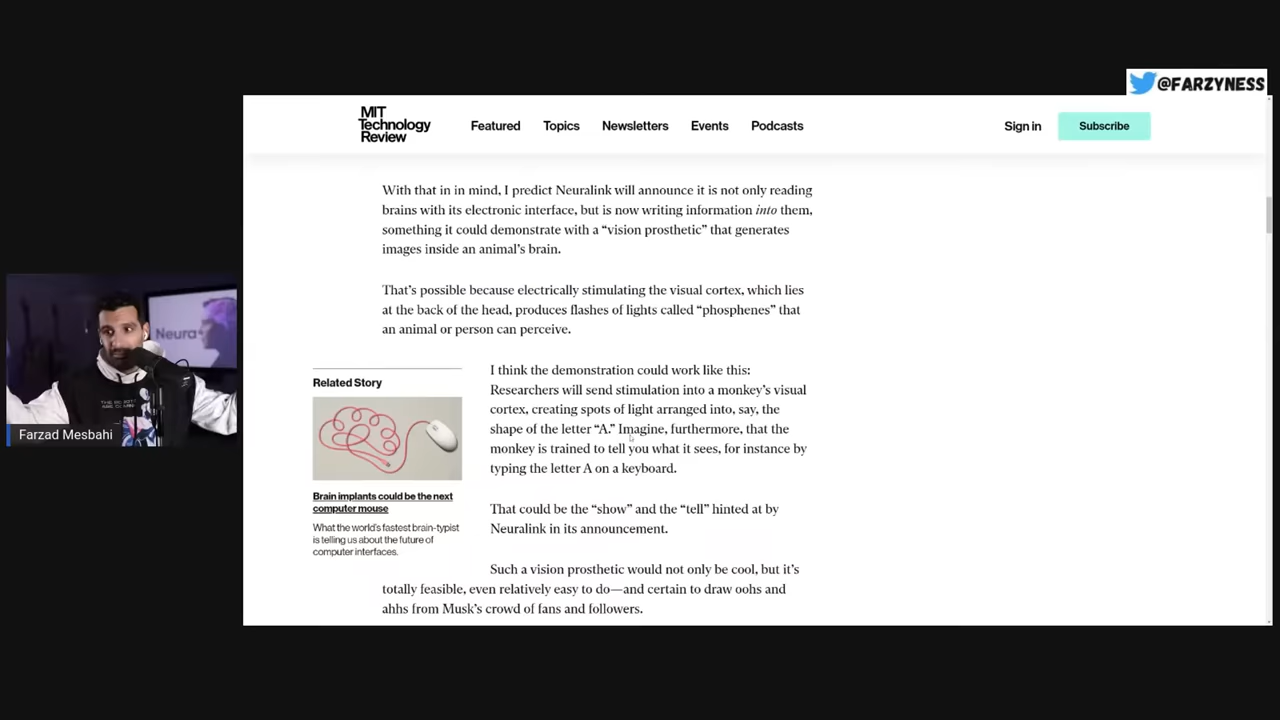 @FARZYNESS
MIT
Technology
Review
Featured Topics Newsletters Events Podcasts
Sign in Subscribe
With that in in mind, I predict Neuralink will announce it is not only reading
brains with its electronic interface, but is now writing information into them,
something it could demonstrate with a “vision prosthetic” that generates
images inside an animal’s brain.
That’s possible because electrically stimulating the visual cortex, which lies
at the back of the head, produces flashes of lights called “phosphenes” that
an animal or person can perceive.
Related Story
Brain implants could be the next
computer mouse
What the world’s fastest brain-typist
is telling us about the future of
computer interfaces.
I think the demonstration could work like this:
Researchers will send stimulation into a monkey’s visual
cortex, creating spots of light arranged into, say, the
shape of the letter “A.” Imagine, furthermore, that the
monkey is trained to tell you what it sees, for instance by
typing the letter A on a keyboard.
That could be the “show” and the “tell” hinted at by
Neuralink in its announcement.
Such a vision prosthetic would not only be cool, but it’s
totally feasible, even relatively easy to do—and certain to draw oohs and
ahhs from Musk’s crowd of fans and followers.
Neura
Farzad Mesbahi